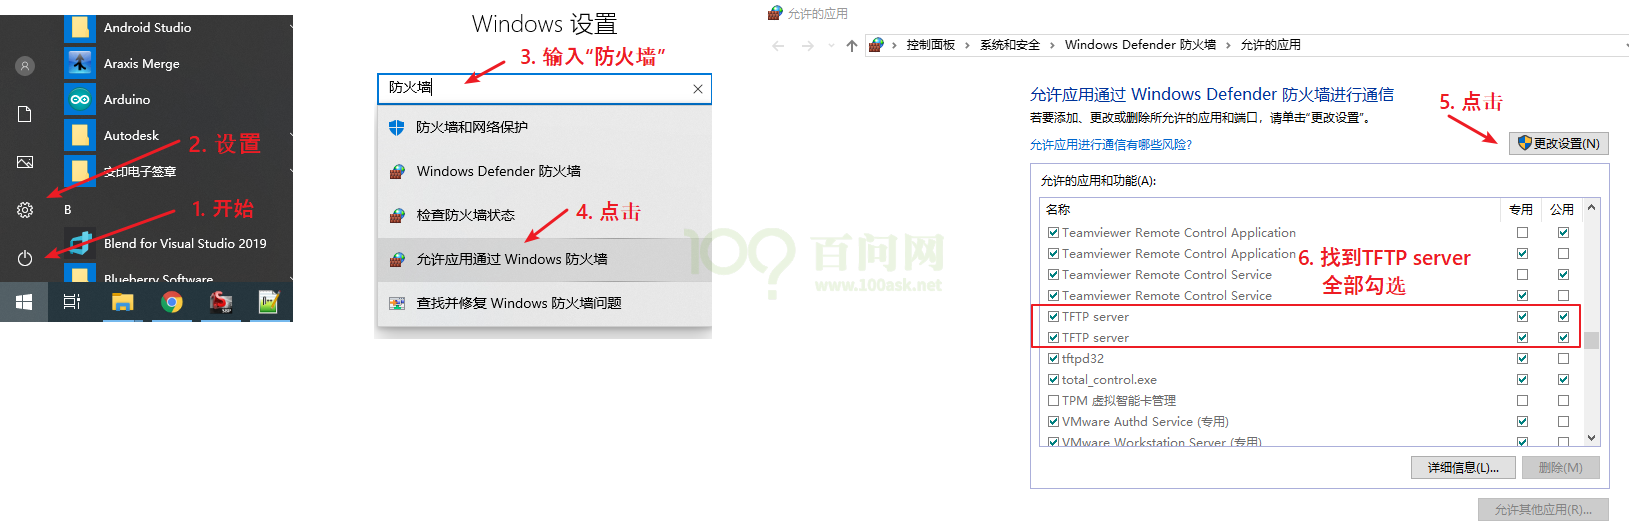 Android Studio
Araxis Merge
Arduino
Autodesk
2. 设置
安印电子签章
B
1. 开始
Blend for Visual Studio 2019
Blueberry Software
Windows 设置
3. 输入“防火墙”
防火墙
防火墙和网络保护
Windows Defender 防火墙
检查防火墙状态
4. 点击
允许应用通过 Windows 防火墙
查找并修复 Windows 防火墙问题
百问网
www.100ask.net
允许的应用
控制面板 › 系统和安全 › Windows Defender 防火墙 › 允许的应用
允许应用通过 Windows Defender 防火墙进行通信
5. 点击
若要添加、更改或删除所允许的应用和端口，请单击“更改设置”。
允许应用进行通信有哪些风险?
更改设置(N)
允许的应用和功能(A):
名称 专用 公用
Teamviewer Remote Control Application
Teamviewer Remote Control Application
6. 找到TFTP server
Teamviewer Remote Control Service
全部勾选
Teamviewer Remote Control Service
TFTP server
TFTP server
tftpd32
total_control.exe
TPM 虚拟智能卡管理
VMware Authd Service (专用)
VMware Workstation Server (专用)
详细信息(L)... 删除(M)
允许其他应用(R)...